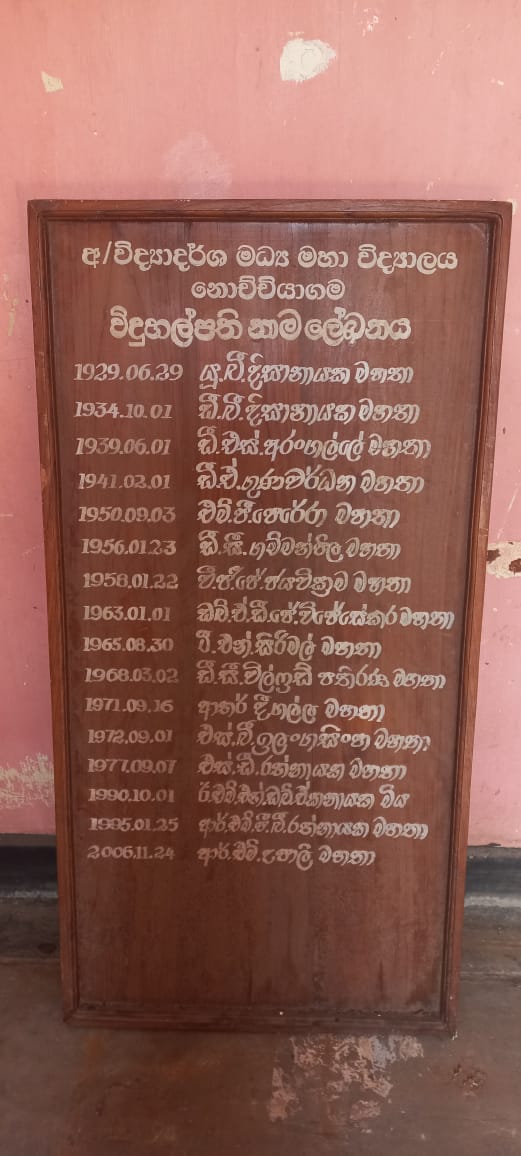 අ/විද්‍යාදර්ශ මධ්‍ය මහා විද්‍යාලය
නොච්චියාගම
විදුහල්පති නාම ලේඛනය
1929.06.29 යූ.බී.දිසානායක මහතා
1934.10.01 ඩී.බී.දිසානායක මහතා
1939.06.01 ඩී.එස්.අරංගල්ලේ මහතා
1941.02.01 ඩී.ඒ.ගුණවර්ධන මහතා
1950.09.03 එම්.පී.පෙරේරා මහතා
1956.01.23 ඩී.සී.ගම්මන්පිල මහතා
1958.01.22 වී.ජී.ජේ.ජයවික්‍රම මහතා
1963.01.01 ඩබ්.ඒ.ඩී.ජේ.විජේසේකර මහතා
1965.08.30 ටී.එන්.සිරිමල් මහතා
1968.03.02 ඩී.සී.විල්ෆ්‍රඩ් පතිරණ මහතා
1971.09.16 ආතර් දීගල්ල මහතා
1972.09.01 එස්.බී.ඉලංගසිංහ මහතා
1977.09.07 එස්.ඩී.රත්නායක මහතා
1990.10.01 ඊ.එම්.එන්.ඩබ්.ඒකනායක මිය
1995.01.25 ආර්.එම්.පී.බී.රත්නායක මහතා
2006.11.24 ආර්.එම්. උපාලි මහතා